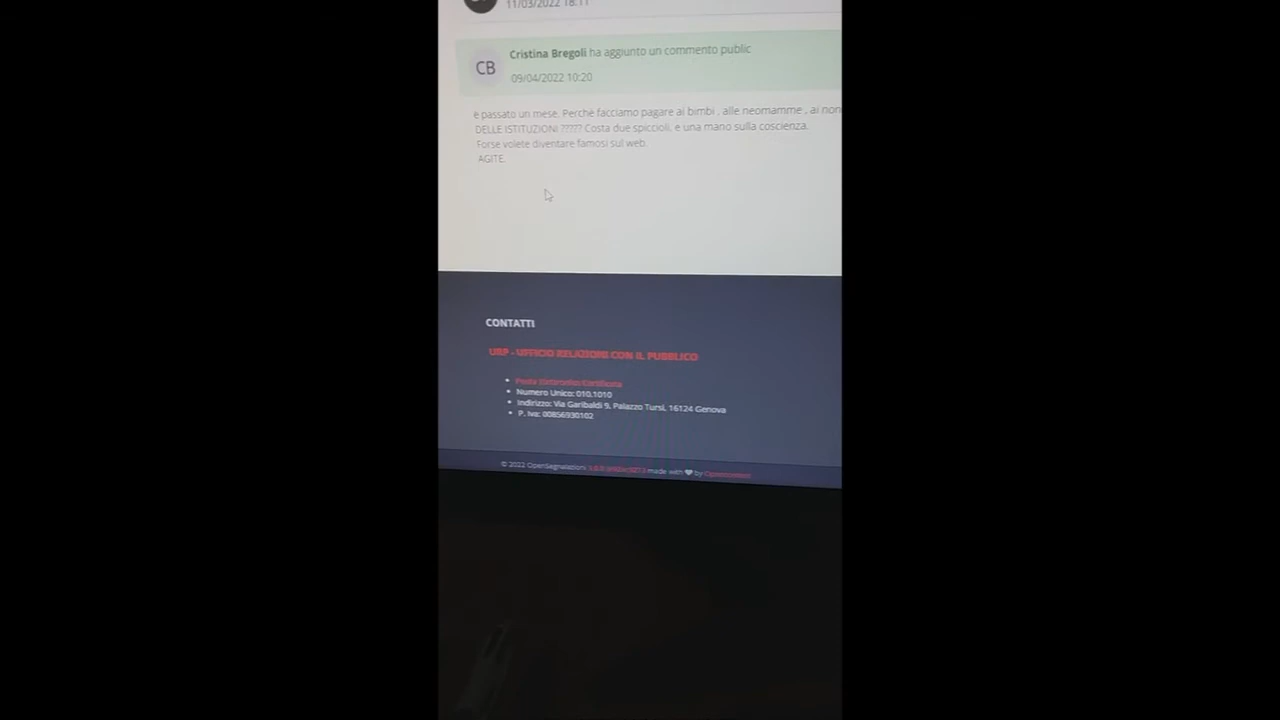 11/03/2022 18:11
Cristina Bregoli ha aggiunto un commento public
CB
09/04/2022 10:20
è passato un mese. Perchè facciamo pagare ai bimbi , alle neomamme , ai non
DELLE ISTITUZIONI ????? Costa due spiccioli, e una mano sulla coscienza.
Forse volete diventare famosi sul web.
AGITE.
CONTATTI
URP - UFFICIO RELAZIONI CON IL PUBBLICO
Posta Elettronica Certificata
Numero Unico: 010.1010
Indirizzo: Via Garibaldi 9, Palazzo Tursi, 16124 Genova
P. Iva: 00856930102
© 2022 OpenSegnalazioni made with ❤ by Opencontent